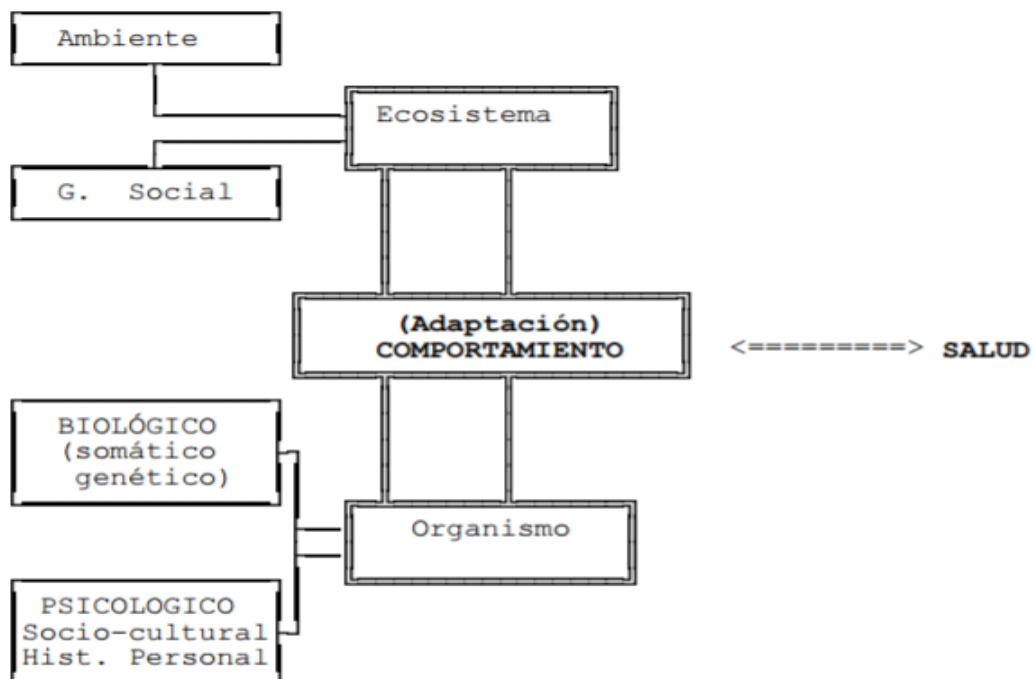 Ambiente
Ecosistema
G. Social
(Adaptación)
COMPORTAMIENTO
<=========> SALUD
BIOLÓGICO
(somático
genético)
Organismo
PSICOLOGICO
Socio-cultural
Hist. Personal